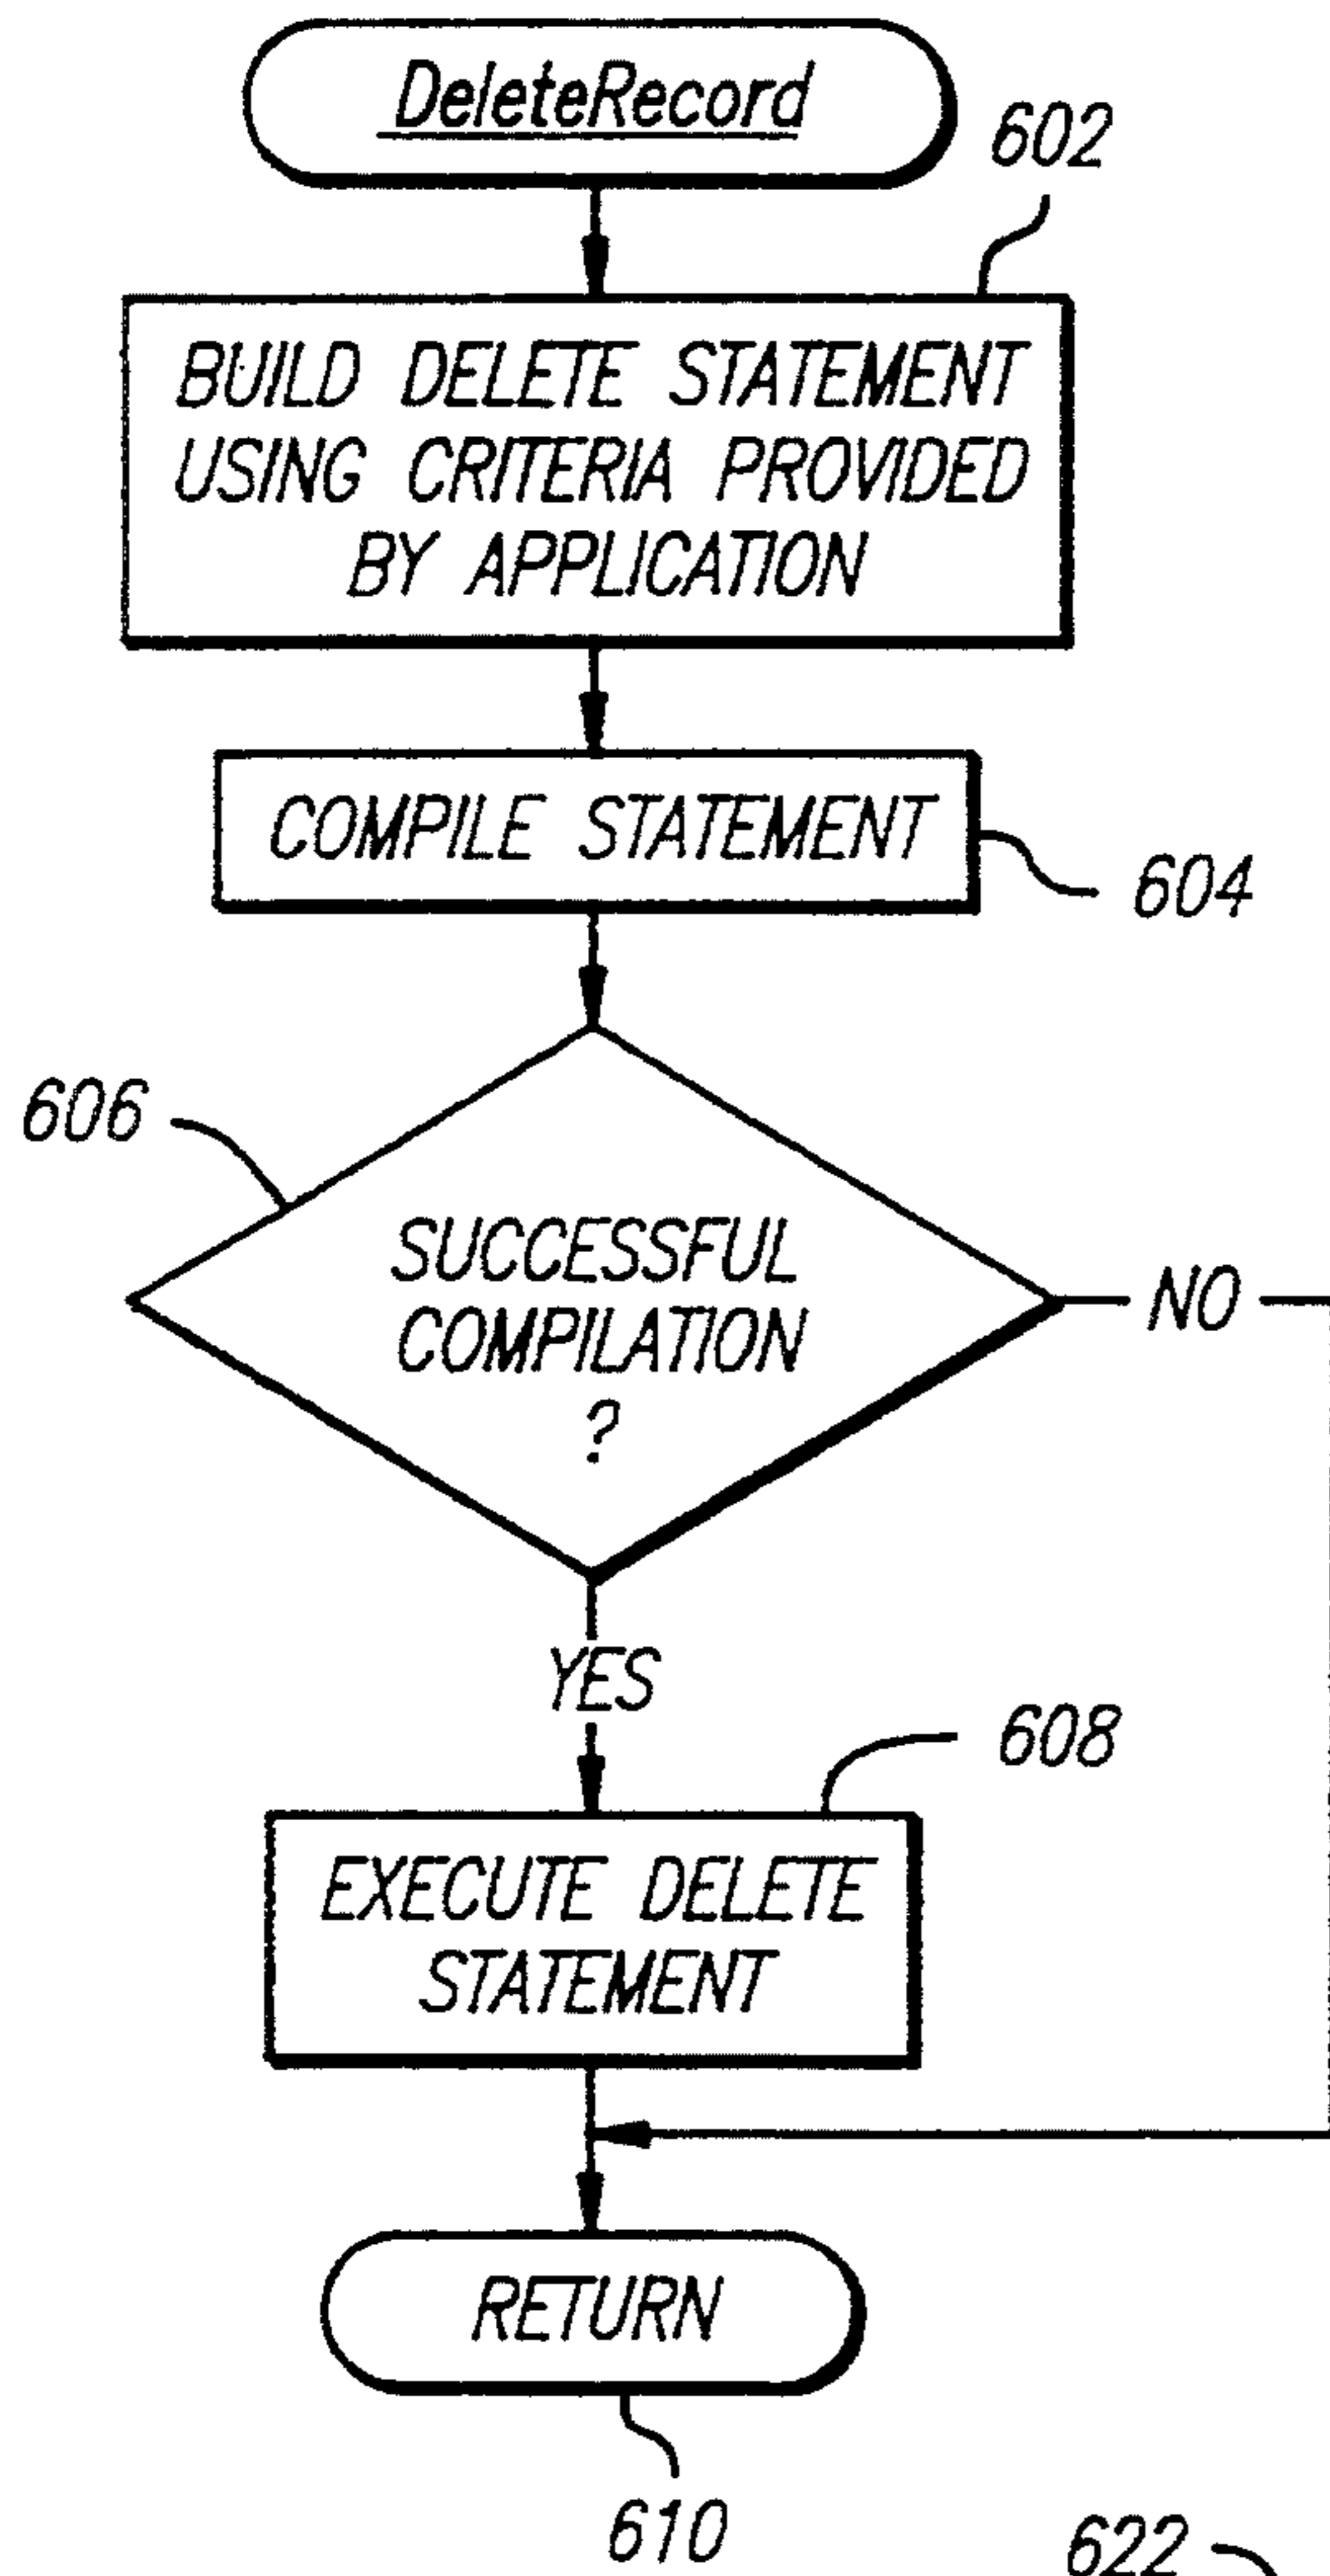 DeleteRecord
602
BUILD DELETE STATEMENT
USING CRITERIA PROVIDED
BY APPLICATION
COMPILE STATEMENT
604
606
SUCCESSFUL
COMPILATION
?
NO
YES
608
EXECUTE DELETE
STATEMENT
RETURN
610
622